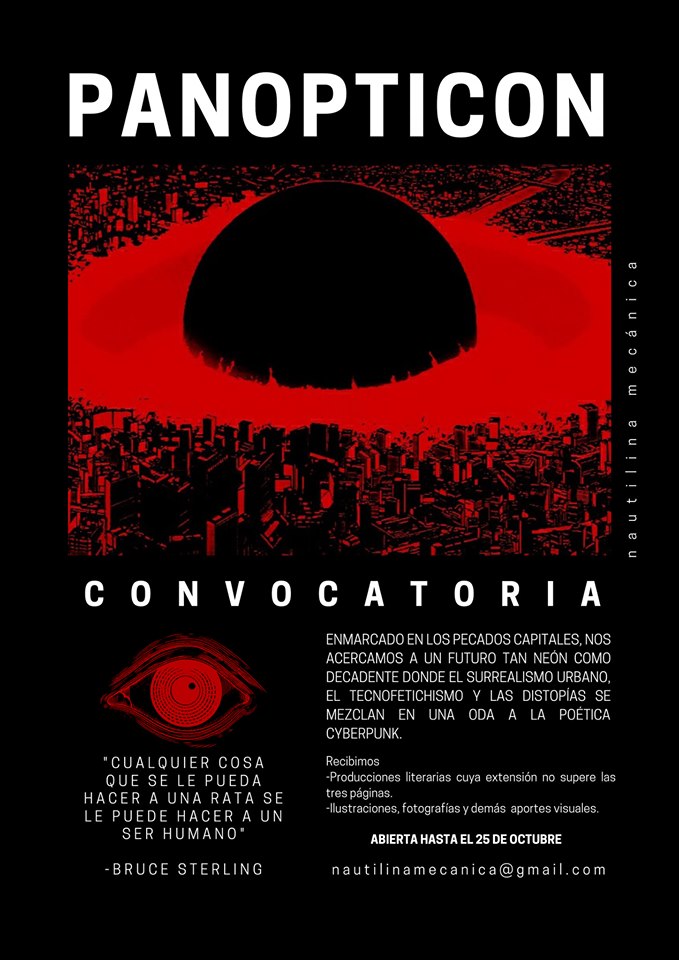 PANOPTICON
nautilina mecánica
CONVOCATORIA
"CUALQUIER COSA
QUE SE LE PUEDA
HACER A UNA RATA SE
LE PUEDE HACER A UN
SER HUMANO"
-BRUCE STERLING
ENMARCADO EN LOS PECADOS CAPITALES, NOS
ACERCAMOS A UN FUTURO TAN NEÓN COMO
DECADENTE DONDE EL SURREALISMO URBANO,
EL TECNOFETICHISMO Y LAS DISTOPÍAS SE
MEZCLAN EN UNA ODA A LA POÉTICA
CYBERPUNK.
Recibimos
-Producciones literarias cuya extensión no supere las
tres páginas.
-Ilustraciones, fotografías y demás aportes visuales.
ABIERTA HASTA EL 25 DE OCTUBRE
nautilinamecanica@gmail.com